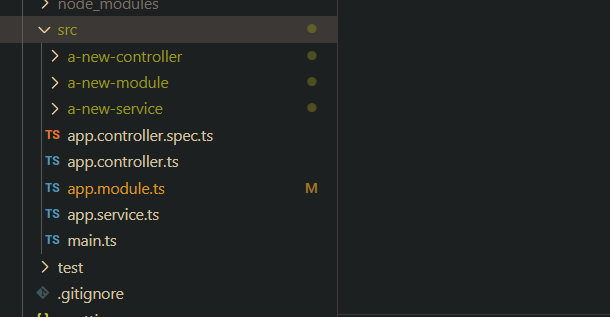 node_modules
src
a-new-controller
a-new-module
a-new-service
TS app.controller.spec.ts
TS app.controller.ts
TS app.module.ts M
TS app.service.ts
TS main.ts
test
.gitignore